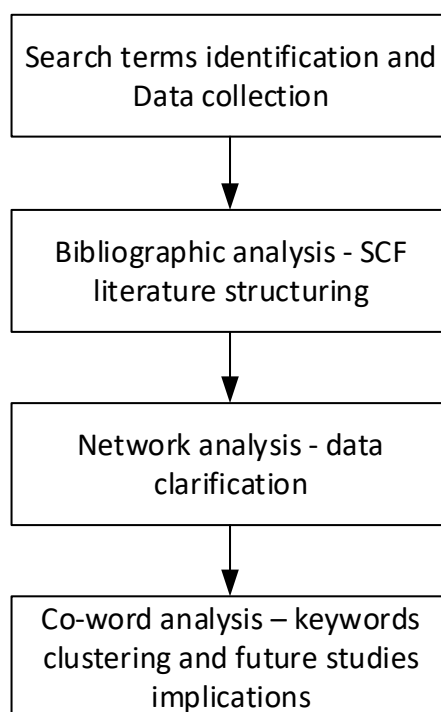 Search terms identification and
Data collection
Bibliographic analysis - SCF
literature structuring
Network analysis - data
clarification
Co-word analysis – keywords
clustering and future studies
implications